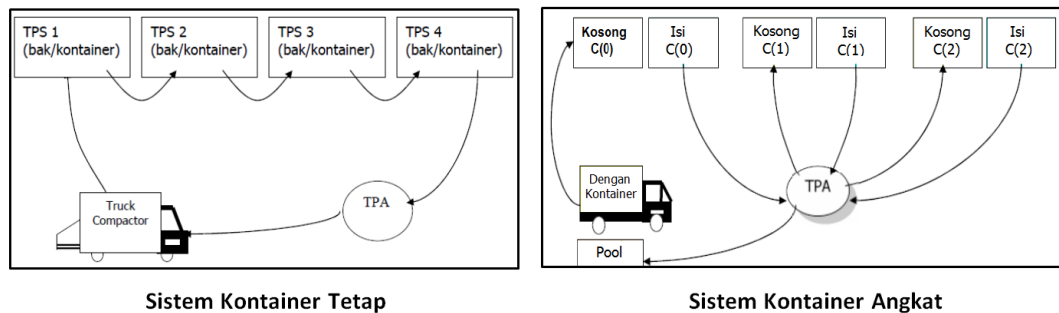 TPS 1
(bak/kontainer)
TPS 2
(bak/kontainer)
TPS 3
(bak/kontainer)
TPS 4
(bak/kontainer)
Truck
Compactor
TPA
Sistem Kontainer Tetap
Kosong
C(0)
Isi
C(0)
Kosong
C(1)
Isi
C(1)
Kosong
C(2)
Isi
C(2)
Dengan
Kontainer
TPA
Pool
Sistem Kontainer Angkat